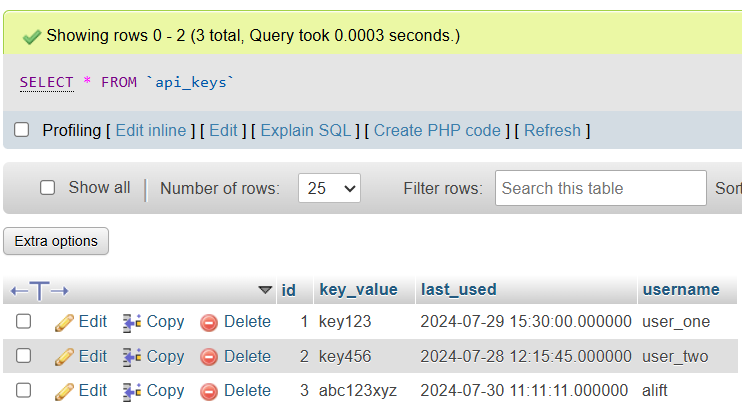 Showing rows 0 - 2 (3 total, Query took 0.0003 seconds.)
SELECT * FROM `api_keys`
Profiling [ Edit inline ] [ Edit ] [ Explain SQL ] [ Create PHP code ] [ Refresh ]
Show all Number of rows: 25 Filter rows: Search this table Sort
Extra options
id key_value last_used username
Edit Copy Delete 1 key123 2024-07-29 15:30:00.000000 user_one
Edit Copy Delete 2 key456 2024-07-28 12:15:45.000000 user_two
Edit Copy Delete 3 abc123xyz 2024-07-30 11:11:11.000000 alift